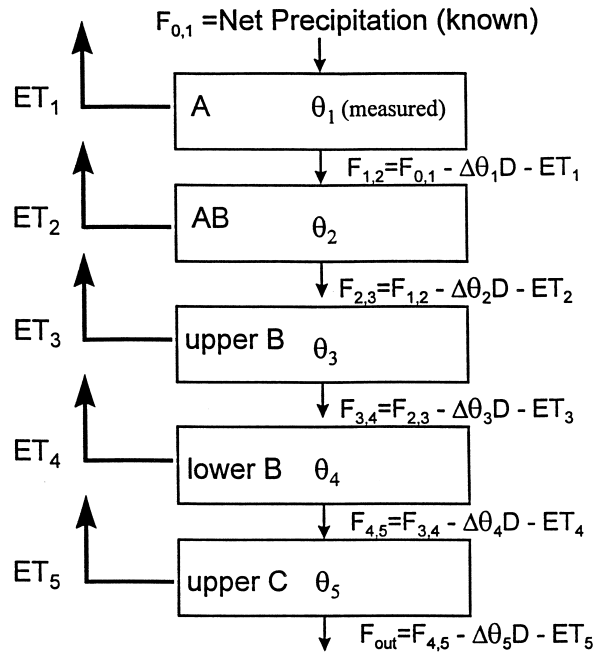 F0,1 =Net Precipitation (known)
ET1
A θ1 (measured)
F1,2=F0,1 - Δθ1D - ET1
ET2
AB θ2
F2,3=F1,2 - Δθ2D - ET2
ET3
upper B θ3
F3,4=F2,3 - Δθ3D - ET3
ET4
lower B θ4
F4,5=F3,4 - Δθ4D - ET4
ET5
upper C θ5
Fout=F4,5 - Δθ5D - ET5